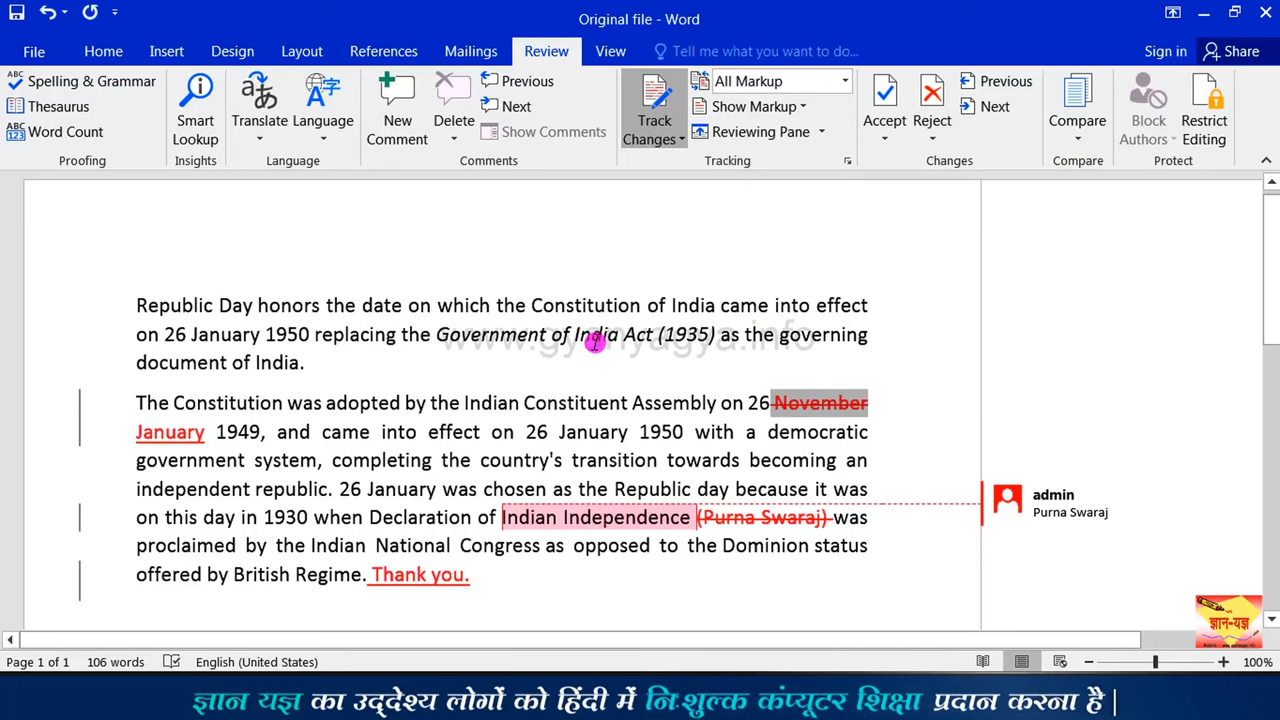 Original file - Word
File Home Insert Design Layout References Mailings Review View Tell me what you want to do... Sign in Share
Spelling & Grammar
Thesaurus
Word Count
Proofing
Smart
Lookup
Insights
Translate Language
Language
New
Comment
Delete
Previous
Next
Show Comments
Comments
Track
Changes
All Markup
Show Markup
Reviewing Pane
Tracking
Accept Reject
Previous
Next
Changes
Compare
Compare
Block
Authors
Restrict
Editing
Protect
Republic Day honors the date on which the Constitution of India came into effect
on 26 January 1950 replacing the Government of India Act (1935) as the governing
document of India.
www.gyanyagya.info
The Constitution was adopted by the Indian Constituent Assembly on 26 November
January 1949, and came into effect on 26 January 1950 with a democratic
government system, completing the country's transition towards becoming an
independent republic. 26 January was chosen as the Republic day because it was
on this day in 1930 when Declaration of Indian Independence (Purna Swaraj) was
proclaimed by the Indian National Congress as opposed to the Dominion status
offered by British Regime. Thank you.
admin
Purna Swaraj
ज्ञान-यज्ञ
Page 1 of 1 106 words English (United States) 100%
ज्ञान यज्ञ का उद्देश्य लोगों को हिंदी में निःशुल्क कंप्यूटर शिक्षा प्रदान करना है |